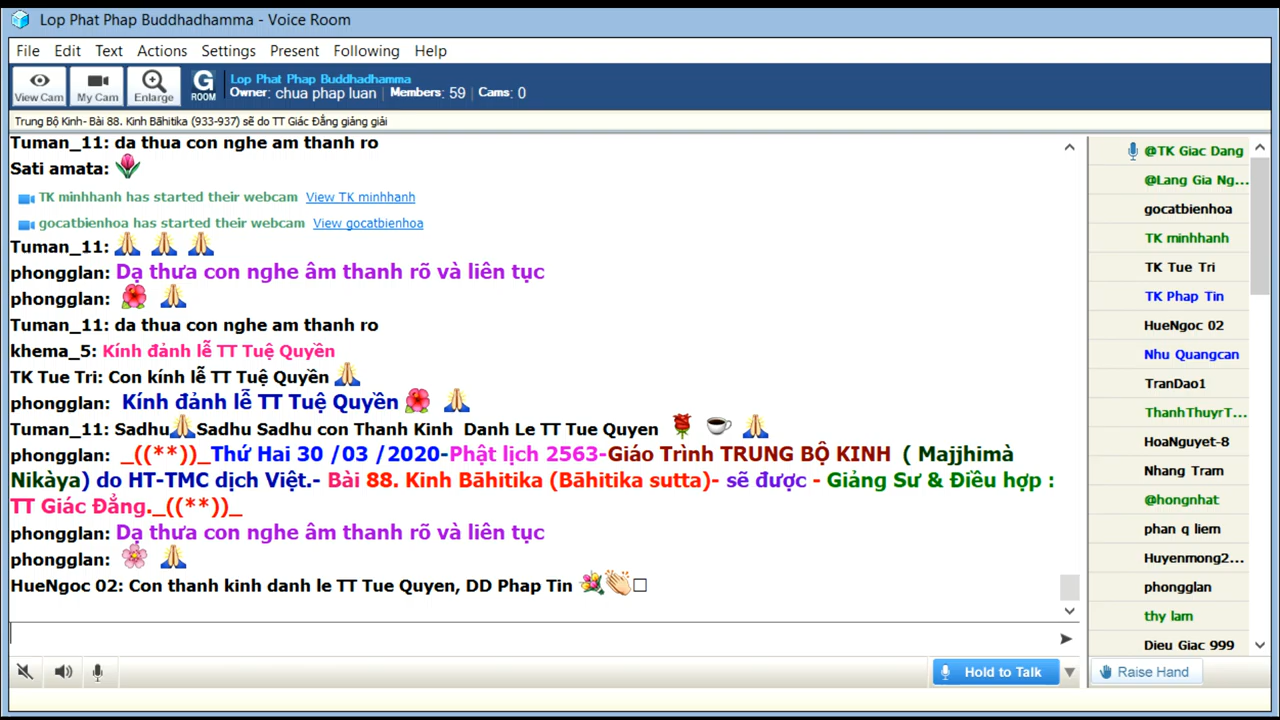 Lop Phat Phap Buddhadhamma - Voice Room
File Edit Text Actions Settings Present Following Help
View Cam My Cam Enlarge G ROOM
Lop Phat Phap Buddhadhamma
Owner: chua phap luan Members: 59 Cams: 0
Trung Bộ Kinh- Bài 88. Kinh Bāhitika (933-937) sẽ do TT Giác Đẳng giảng giải
Tuman_11: da thua con nghe am thanh ro
Sati amata:
TK minhhanh has started their webcam View TK minhhanh
gocatbienhoa has started their webcam View gocatbienhoa
Tuman_11:
phongglan: Dạ thưa con nghe âm thanh rõ và liên tục
phongglan:
Tuman_11: da thua con nghe am thanh ro
khema_5: Kính đảnh lễ TT Tuệ Quyền
TK Tue Tri: Con kính lễ TT Tuệ Quyền
phongglan: Kính đảnh lễ TT Tuệ Quyền
Tuman_11: Sadhu Sadhu Sadhu con Thanh Kinh Danh Le TT Tue Quyen
phongglan: _((**))_Thứ Hai 30 /03 /2020-Phật lịch 2563-Giáo Trình TRUNG BỘ KINH ( Majjhimà
Nikàya) do HT-TMC dịch Việt.- Bài 88. Kinh Bāhitika (Bāhitika sutta)- sẽ được - Giảng Sư & Điều hợp :
TT Giác Đẳng._((**))_
phongglan: Dạ thưa con nghe âm thanh rõ và liên tục
phongglan:
HueNgoc 02: Con thanh kinh danh le TT Tue Quyen, DD Phap Tin
@TK Giac Dang
@Lang Gia Ng...
gocatbienhoa
TK minhhanh
TK Tue Tri
TK Phap Tin
HueNgoc 02
Nhu Quangcan
TranDao1
ThanhThuyrT...
HoaNguyet-8
Nhang Tram
@hongnhat
phan q liem
Huyenmong2...
phongglan
thy lam
Dieu Giac 999
Hold to Talk
Raise Hand